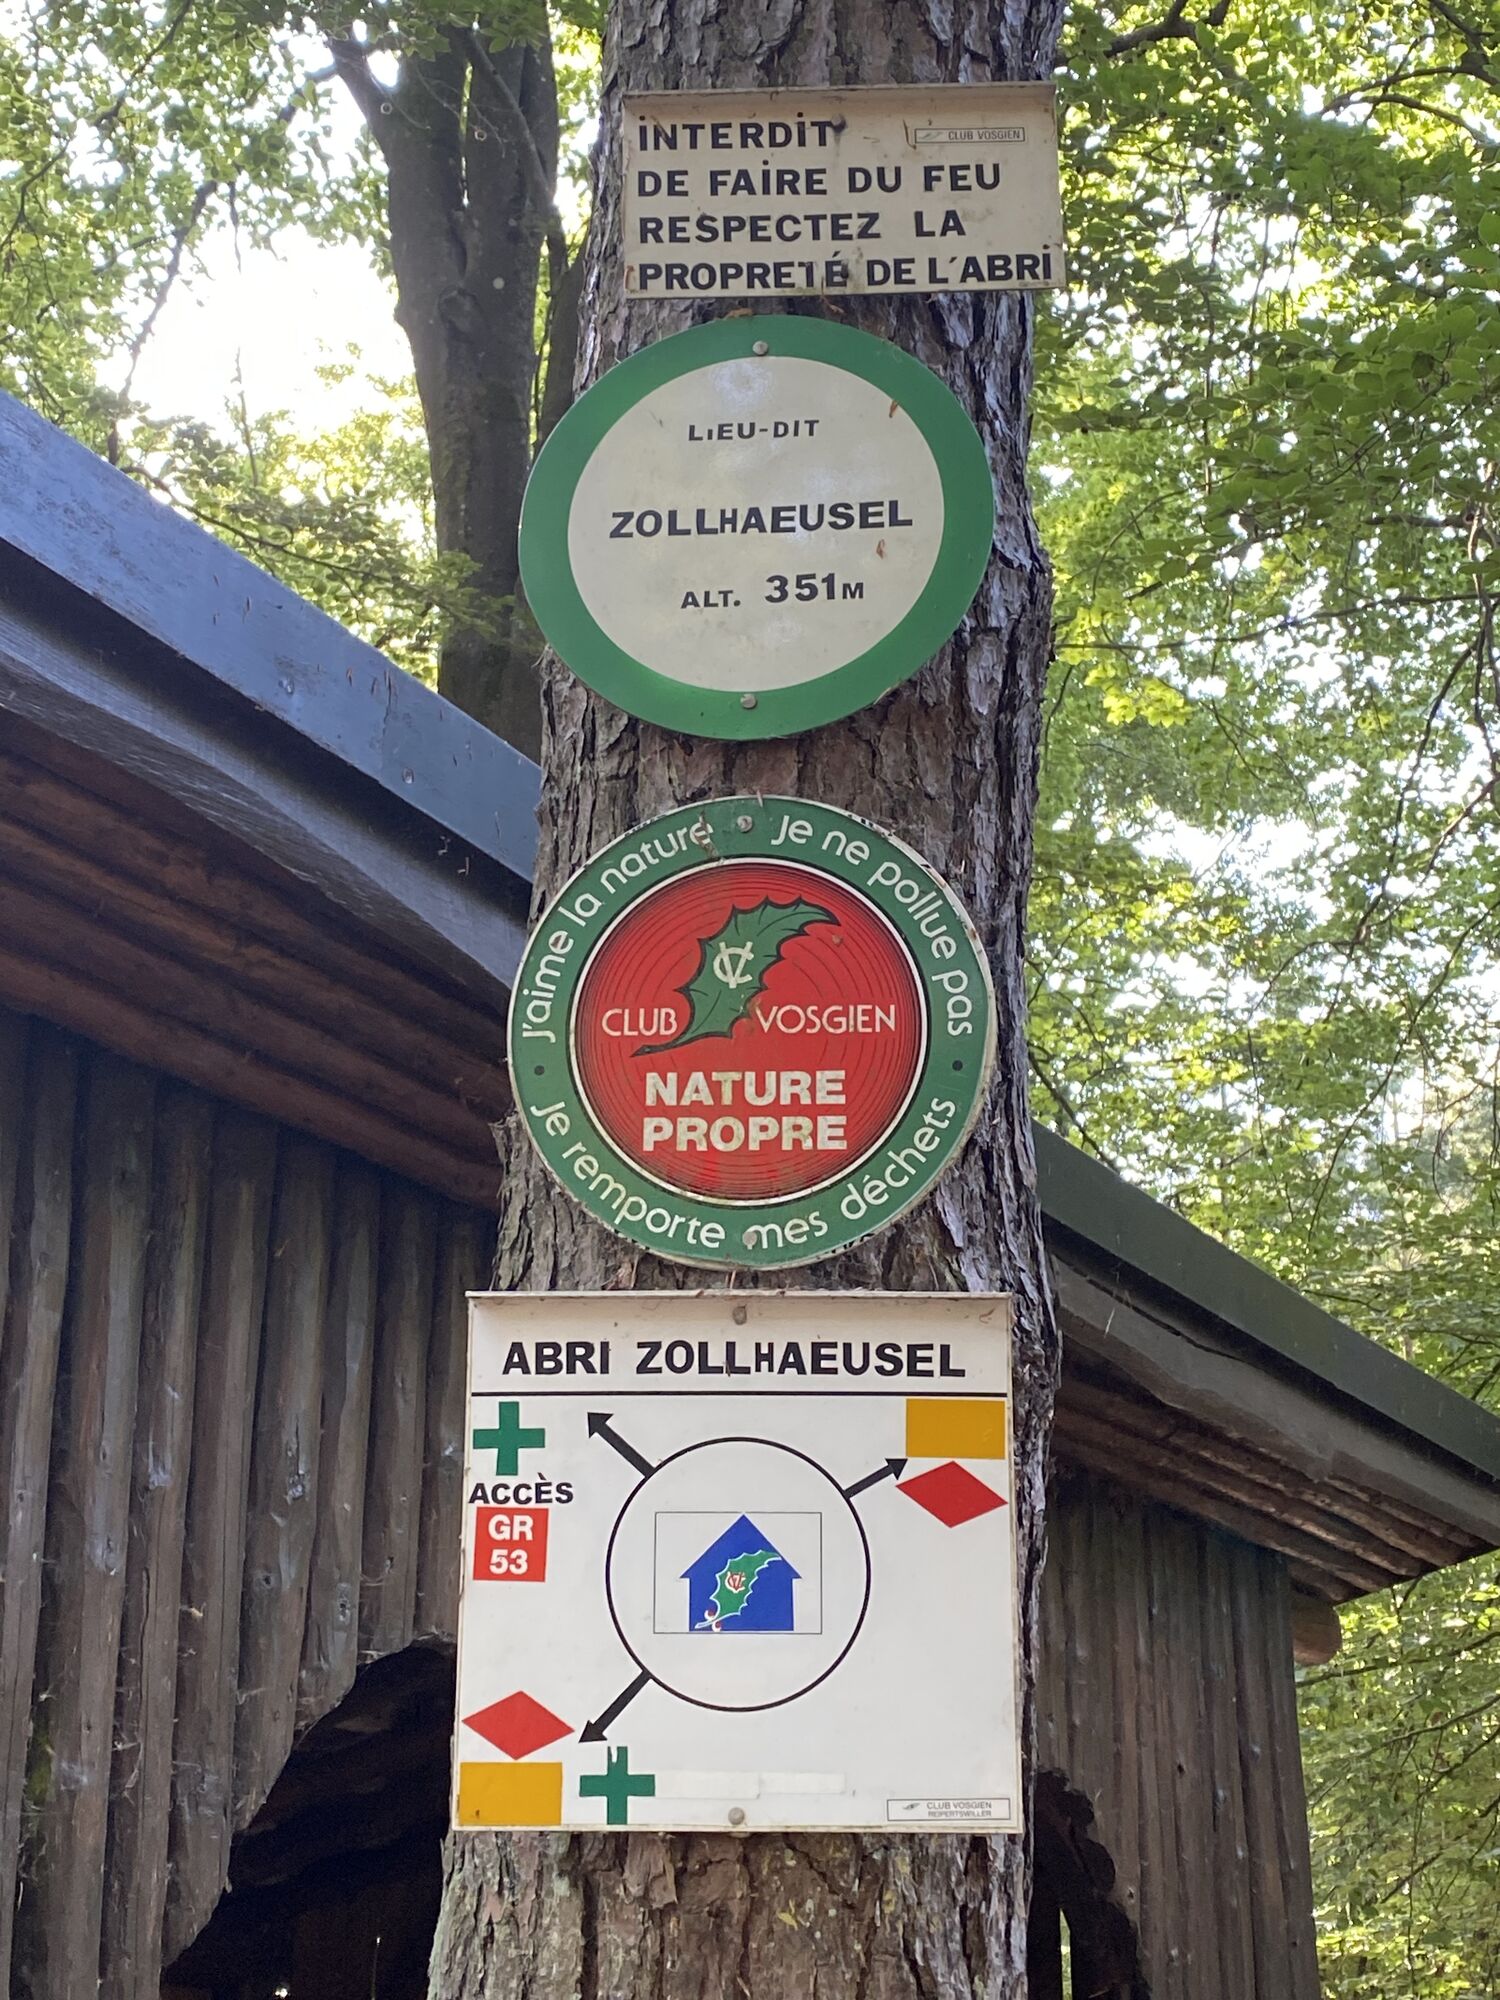 INTERDIT
CLUB VOSGIEN
DE FAIRE DU FEU
RESPECTEZ LA
PROPRETÉ DE L'ABRI
LIEU-DIT
ZOLLHAEUSEL
ALT. 351M
J'aime la nature
Je ne pollue pas
CV
CLUB VOSGIEN
NATURE
PROPRE
Je remporte mes déchets
ABRI ZOLLHAEUSEL
ACCÈS
GR
53
CV
CLUB VOSGIEN
REIPERTSWILLER